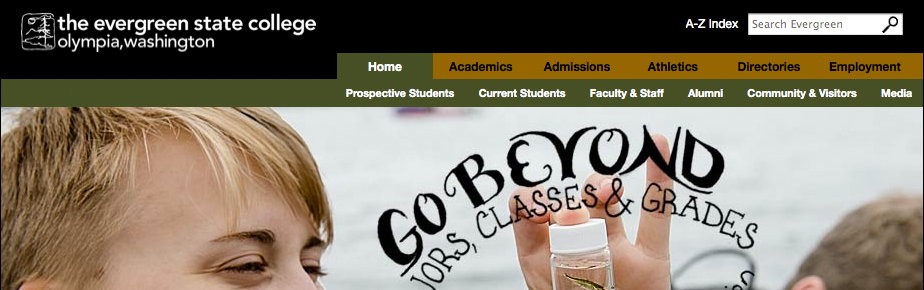 the evergreen state college
olympia,washington
A-Z Index
Search Evergreen
Home Academics Admissions Athletics Directories Employment
Prospective Students Current Students Faculty & Staff Alumni Community & Visitors Media
GO BEYOND
JORS, CLASSES & GRADES